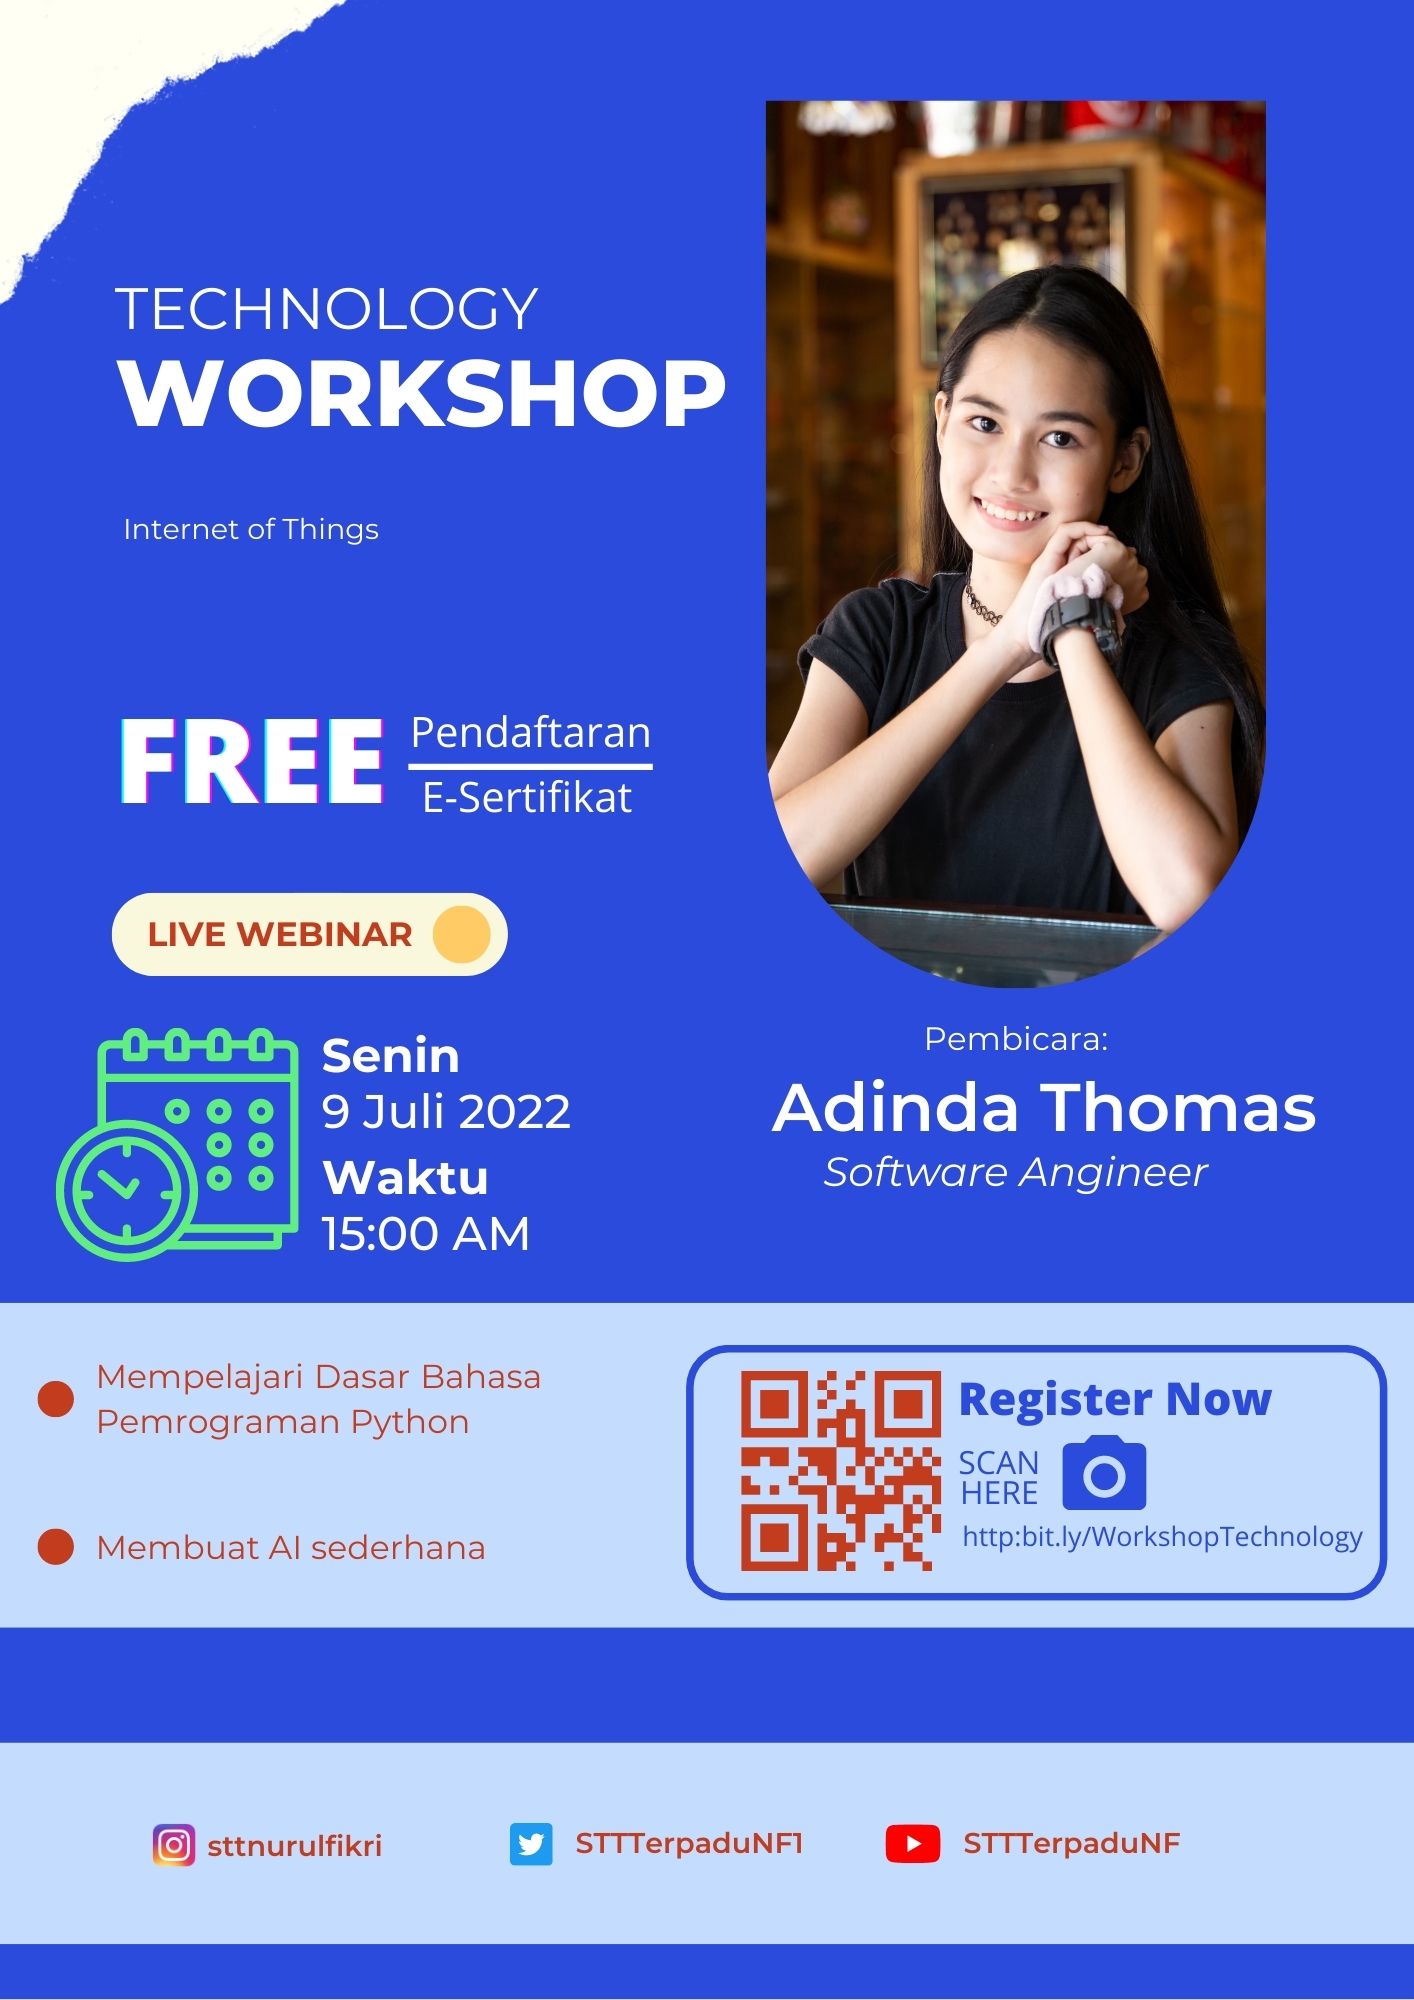 TECHNOLOGY
WORKSHOP
Internet of Things
FREE
Pendaftaran
E-Sertifikat
LIVE WEBINAR
Senin
9 Juli 2022
Waktu
15:00 AM
Pembicara:
Adinda Thomas
Software Angineer
Mempelajari Dasar Bahasa
Pemrograman Python
Membuat AI sederhana
Register Now
SCAN
HERE
http:bit.ly/WorkshopTechnology
sttnurulfikri
STTTerpaduNF1
STTTerpaduNF